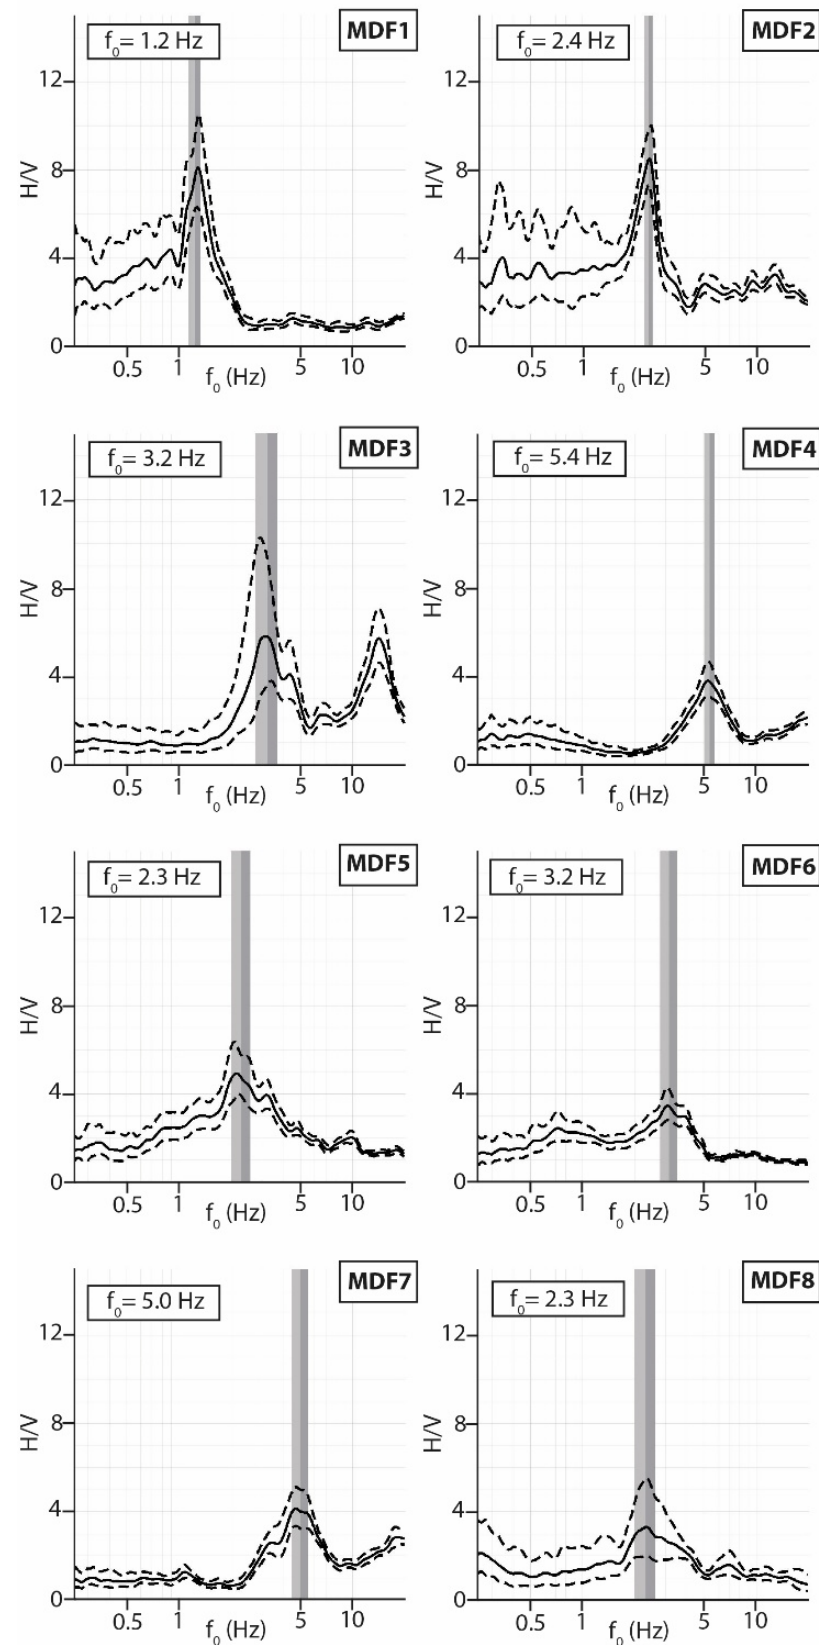 f₀= 1.2 Hz
MDF1
12
8
4
0
H/V
0.5 1 5 10
f₀ (Hz)
f₀= 2.4 Hz
MDF2
12
8
4
0
H/V
0.5 1 5 10
f₀ (Hz)
f₀= 3.2 Hz
MDF3
12
8
4
0
H/V
0.5 1 5 10
f₀ (Hz)
f₀= 5.4 Hz
MDF4
12
8
4
0
H/V
0.5 1 5 10
f₀ (Hz)
f₀= 2.3 Hz
MDF5
12
8
4
0
H/V
0.5 1 5 10
f₀ (Hz)
f₀= 3.2 Hz
MDF6
12
8
4
0
H/V
0.5 1 5 10
f₀ (Hz)
f₀= 5.0 Hz
MDF7
12
8
4
0
H/V
0.5 1 5 10
f₀ (Hz)
f₀= 2.3 Hz
MDF8
12
8
4
0
H/V
0.5 1 5 10
f₀ (Hz)